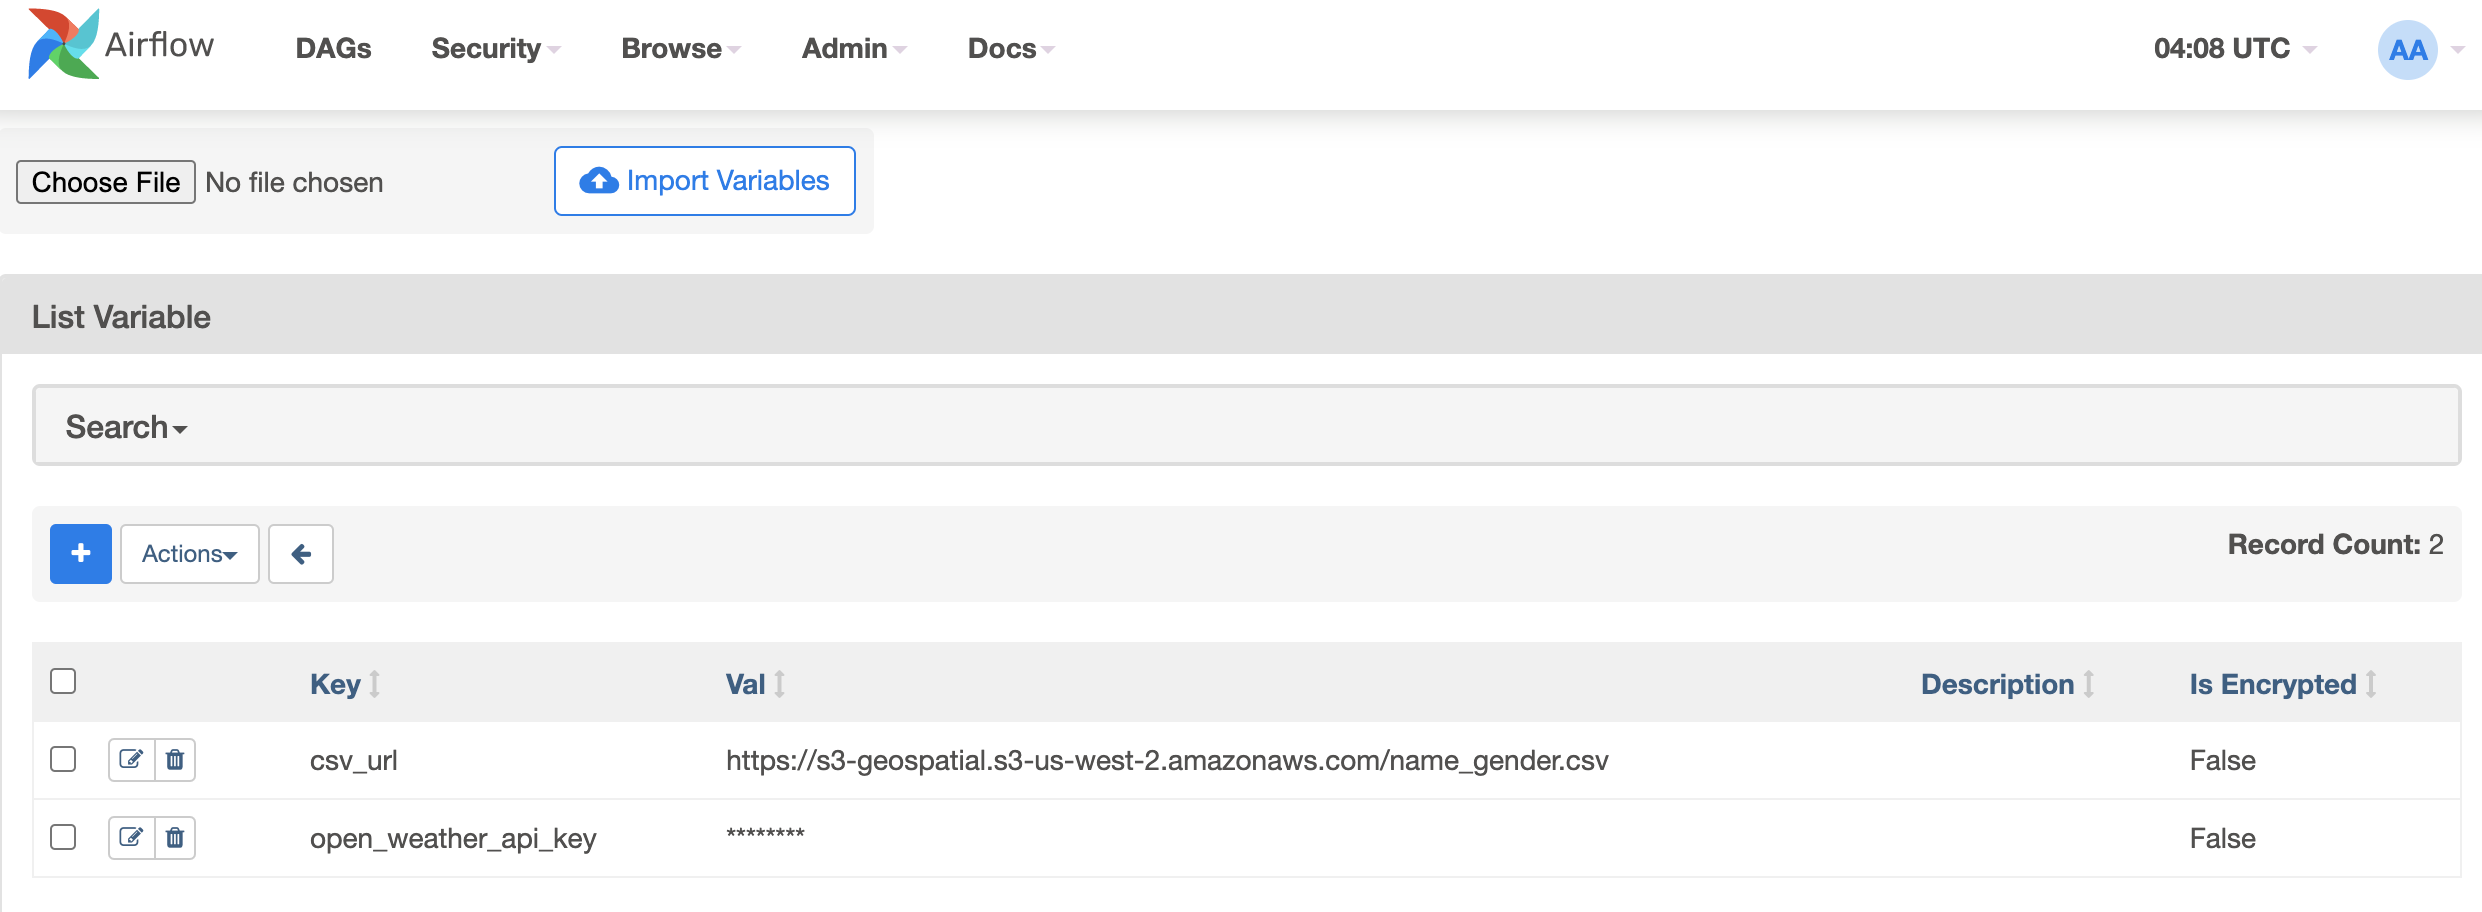 Airflow DAGs Security Browse Admin Docs 04:08 UTC AA
Choose File No file chosen Import Variables
List Variable
Search
+ Actions Record Count: 2
Key Val Description Is Encrypted
csv_url https://s3-geospatial.s3-us-west-2.amazonaws.com/name_gender.csv False
open_weather_api_key ******** False